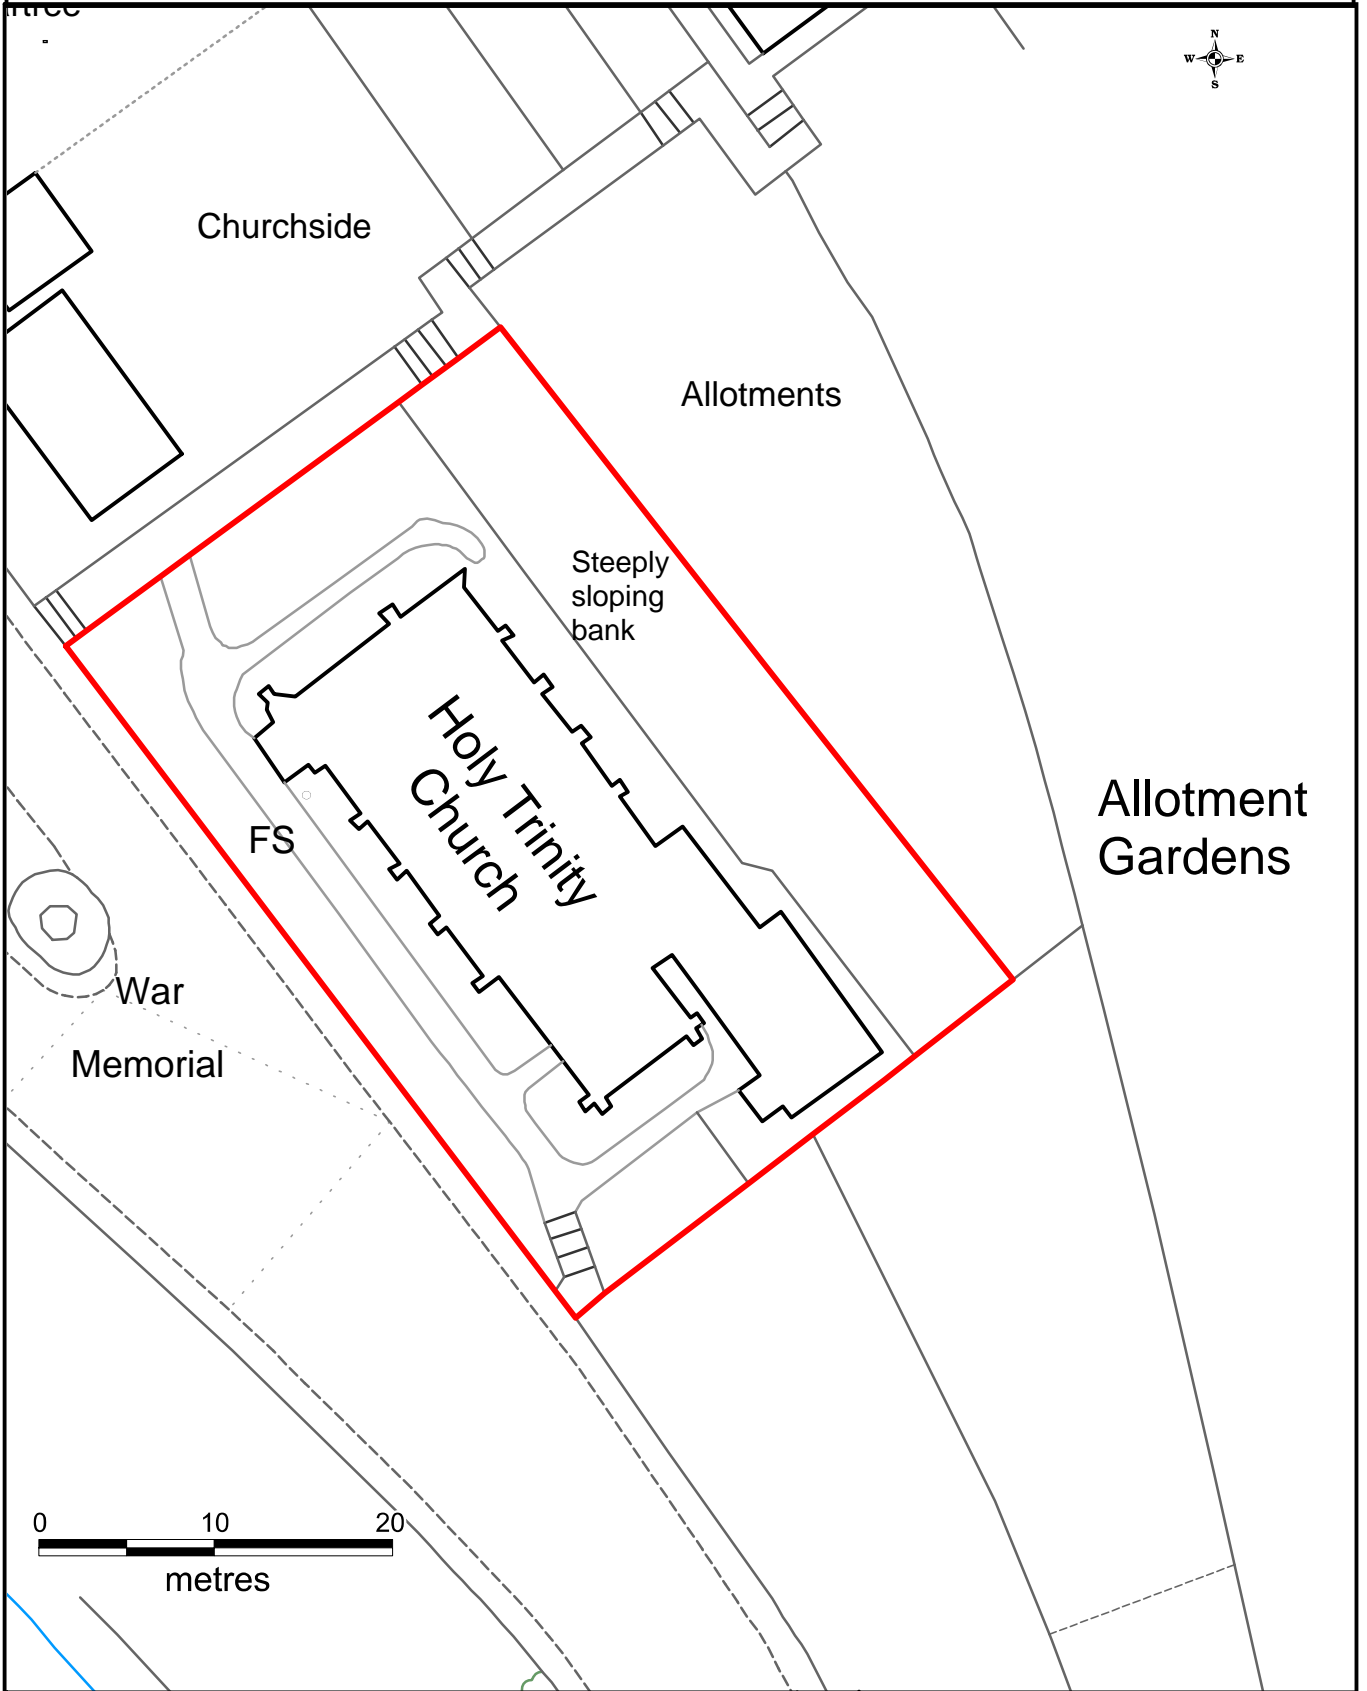 N
W E
S
Churchside
Allotments
Steeply
sloping
bank
Holy Trinity
Church
Allotment
Gardens
FS
War
Memorial
0 10 20
metres